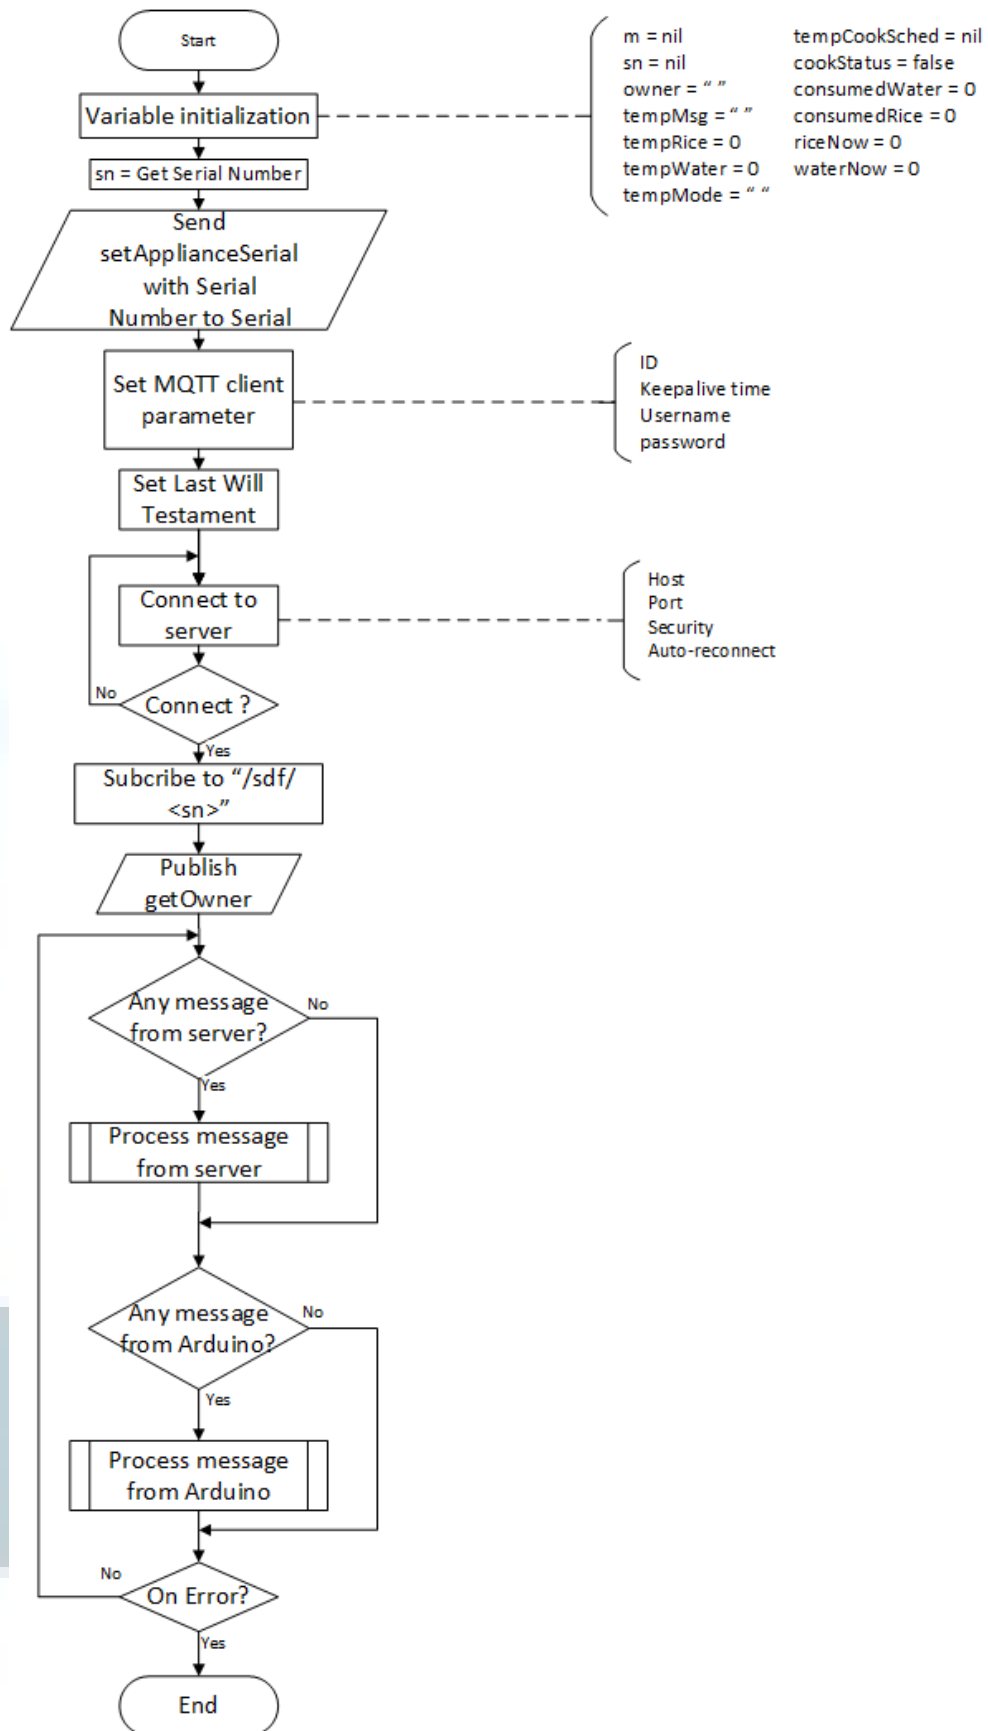 Start
Variable initialization
m = nil
sn = nil
owner = “ ”
tempMsg = “ ”
tempRice = 0
tempWater = 0
tempMode = “ “
tempCookSched = nil
cookStatus = false
consumedWater = 0
consumedRice = 0
riceNow = 0
waterNow = 0
sn = Get Serial Number
Send
setApplianceSerial
with Serial
Number to Serial
Set MQTT client
parameter
ID
Keepalive time
Username
password
Set Last Will
Testament
Connect to
server
Host
Port
Security
Auto-reconnect
No
Connect ?
Yes
Subcribe to “/sdf/
<sn>”
Publish
getOwner
Any message
from server?
No
Yes
Process message
from server
Any message
from Arduino?
No
Yes
Process message
from Arduino
No
On Error?
Yes
End